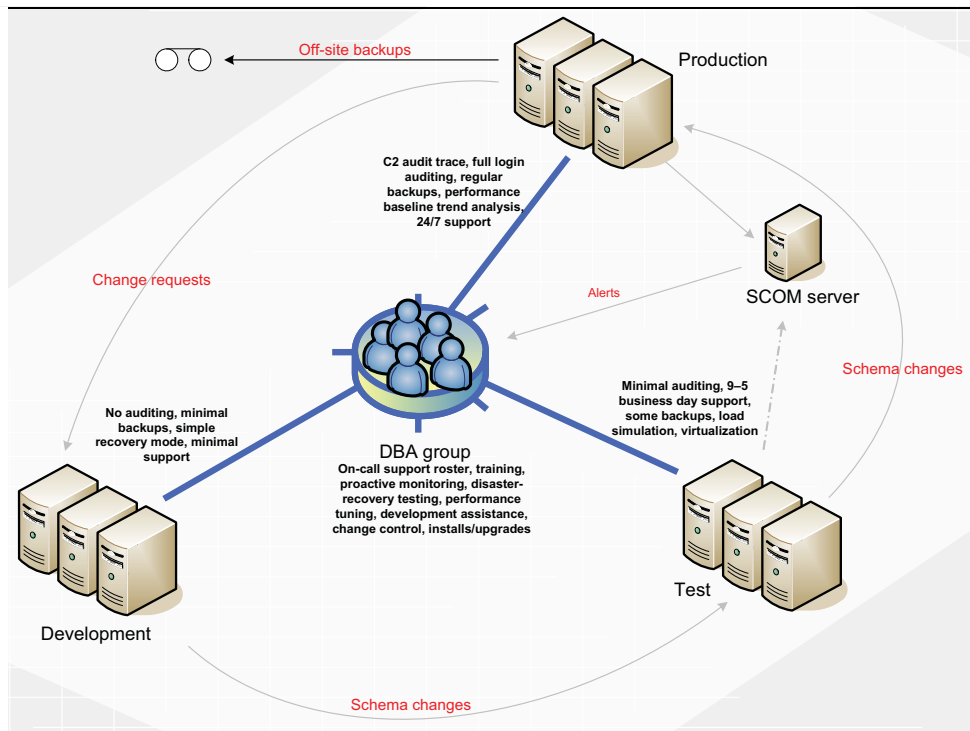 Off-site backups
Production
C2 audit trace, full login
auditing, regular
backups, performance
baseline trend analysis,
24/7 support
Change requests
SCOM server
Alerts
Schema changes
Minimal auditing, 9–5
business day support,
some backups, load
simulation, virtualization
No auditing, minimal
backups, simple
recovery mode, minimal
support
DBA group
On-call support roster, training,
proactive monitoring, disaster-
recovery testing, performance
tuning, development assistance,
change control, installs/upgrades
Test
Development
Schema changes